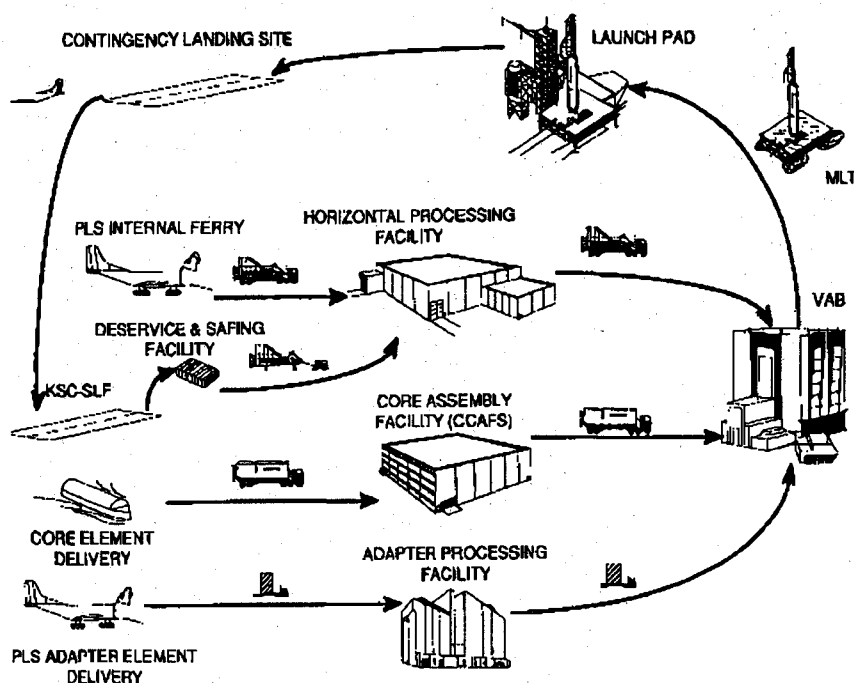 CONTINGENCY LANDING SITE
LAUNCH PAD
MLT
PLS INTERNAL FERRY
HORIZONTAL PROCESSING
FACILITY
VAB
DESERVICE & SAFING
FACILITY
KSC-SLF
CORE ASSEMBLY
FACILITY (CCAFS)
CORE ELEMENT
DELIVERY
ADAPTER PROCESSING
FACILITY
PLS ADAPTER ELEMENT
DELIVERY